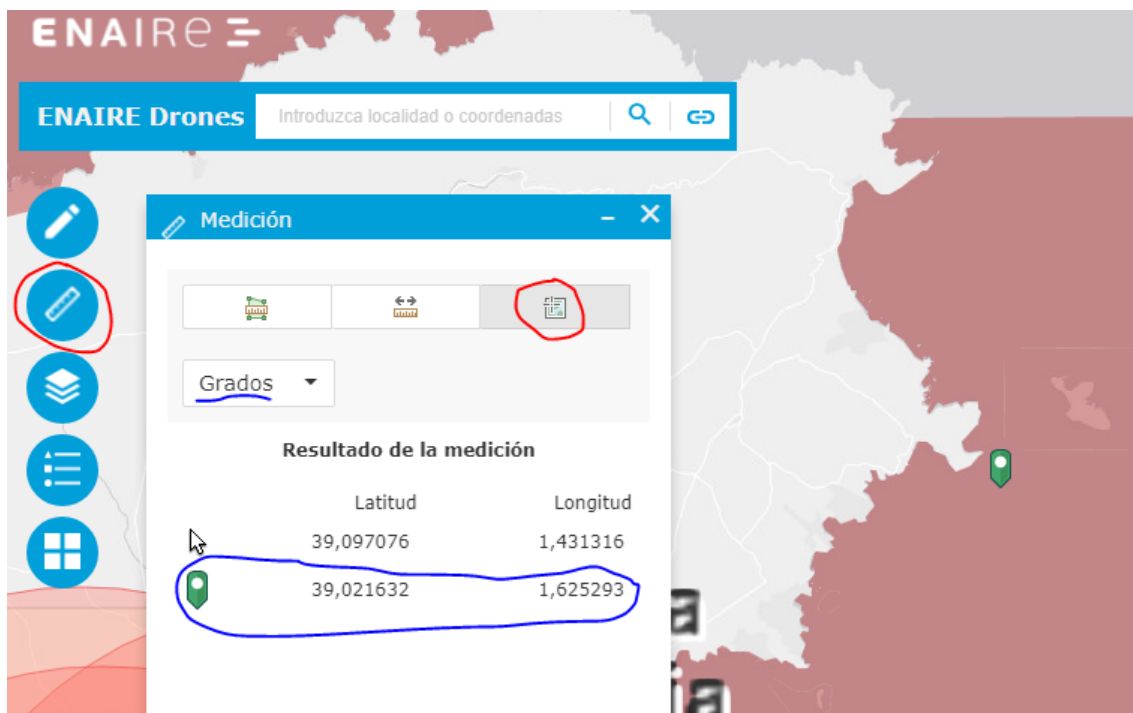 ENAIRE
ENAIRE Drones Introduzca localidad o coordenadas
Medición
Grados
Resultado de la medición
Latitud Longitud
39,097076 1,431316
39,021632 1,625293
a
ía